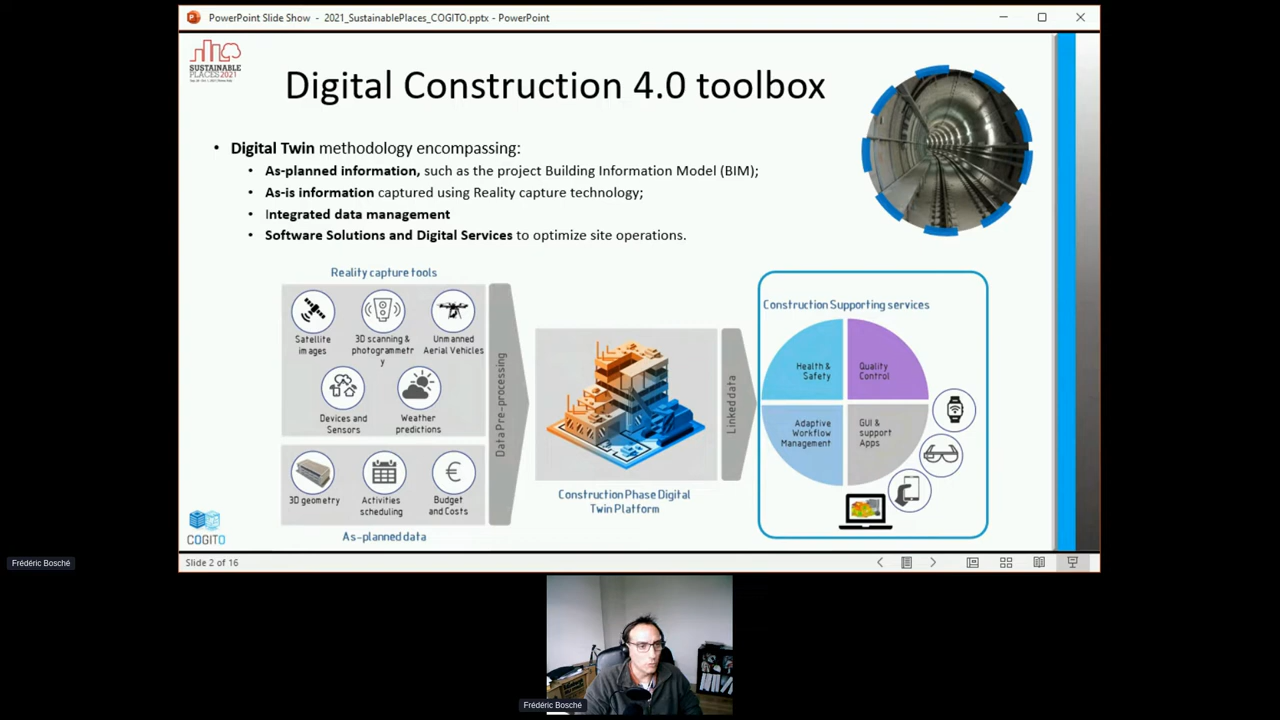 PowerPoint Slide Show - 2021_SustainablePlaces_COGITO.pptx - PowerPoint
SUSTAINABLE
PLACES2021
Digital Construction 4.0 toolbox
• Digital Twin methodology encompassing:
• As-planned information, such as the project Building Information Model (BIM);
• As-is information captured using Reality capture technology;
• Integrated data management
• Software Solutions and Digital Services to optimize site operations.
Reality capture tools
Satellite
images
3D scanning &
photogrammetr
y
Unmanned
Aerial Vehicles
Devices and
Sensors
Weather
predictions
3D geometry
Activities
scheduling
Budget
and Costs
As-planned data
Data Pre-processing
Construction Phase Digital
Twin Platform
Linked data
Construction Supporting services
Health &
Safety
Quality
Control
Adaptive
Workflow
Management
GUI &
support
Apps
COGITO
Slide 2 of 16
Frédéric Bosché
Frédéric Bosché